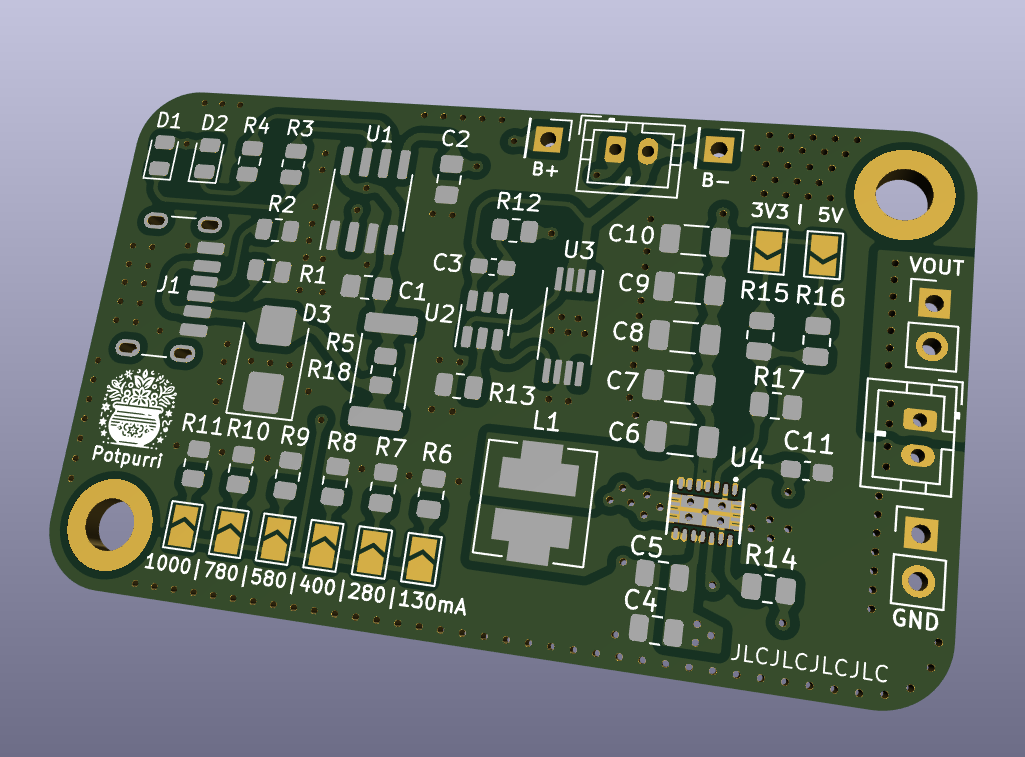 D1 D2 R4 R3 U1 C2
B+ B-
R2 R12 C10 3V3 | 5V
J1 R1 C1 C3 U3 C9 R15 R16 VOUT
D3 U2 C8
R5
R18 R13 C7 R17
Potpurri R11 R10 R9 R8 R7 R6 L1 C6 U4 C11
1000|780|580|400|280|130mA
C5 R14
C4 GND
JLCJLCJLCJLC